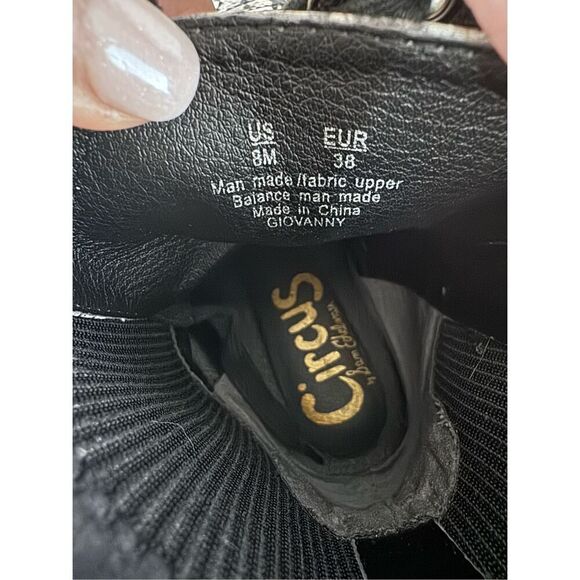 US EUR
8M 38
Man made/fabric upper
Balance man made
Made in China
GIOVANNY
Circus
by Sam Edelman